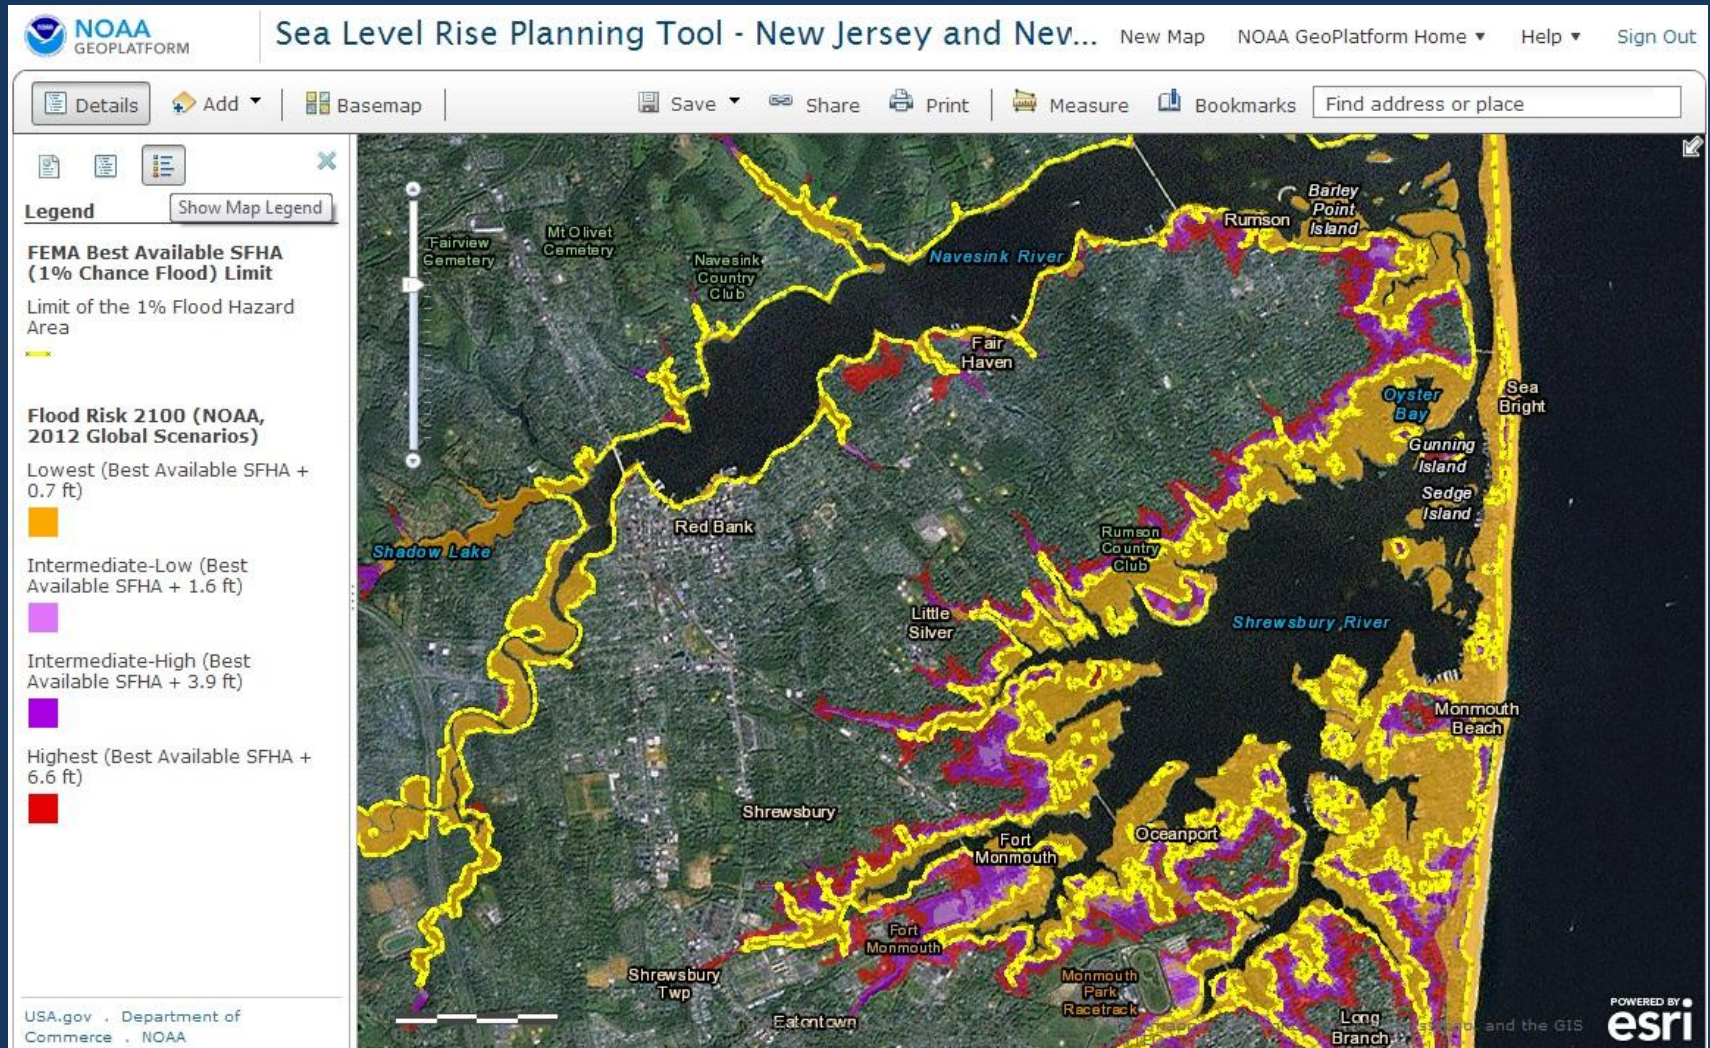 NOAA
GEOPLATFORM
Sea Level Rise Planning Tool - New Jersey and Nev...
New Map
NOAA GeoPlatform Home
Help
Sign Out
Details
Add
Basemap
Save
Share
Print
Measure
Bookmarks
Find address or place
Show Map Legend
Legend
FEMA Best Available SFHA
(1% Chance Flood) Limit
Limit of the 1% Flood Hazard
Area
Flood Risk 2100 (NOAA,
2012 Global Scenarios)
Lowest (Best Available SFHA +
0.7 ft)
Intermediate-Low (Best
Available SFHA + 1.6 ft)
Intermediate-High (Best
Available SFHA + 3.9 ft)
Highest (Best Available SFHA +
6.6 ft)
USA.gov . Department of
Commerce . NOAA
Barley
Point
Island
Rumson
Mt Olivet
Cemetery
Fairview
Cemetery
Navesink
Country
Club
Navesink River
Fair
Haven
Sea
Bright
Oyster
Bay
Gunning
Island
Sedge
Island
Red Bank
Shadow Lake
Rumson
Country
Club
Little
Silver
Shrewsbury River
Monmouth
Beach
Shrewsbury
Oceanport
Fort
Monmouth
Fort
Monmouth
Shrewsbury
Twp
Monmouth
Park
Racetrack
Eatontown
Long
Branch
and the GIS
POWERED BY
esri